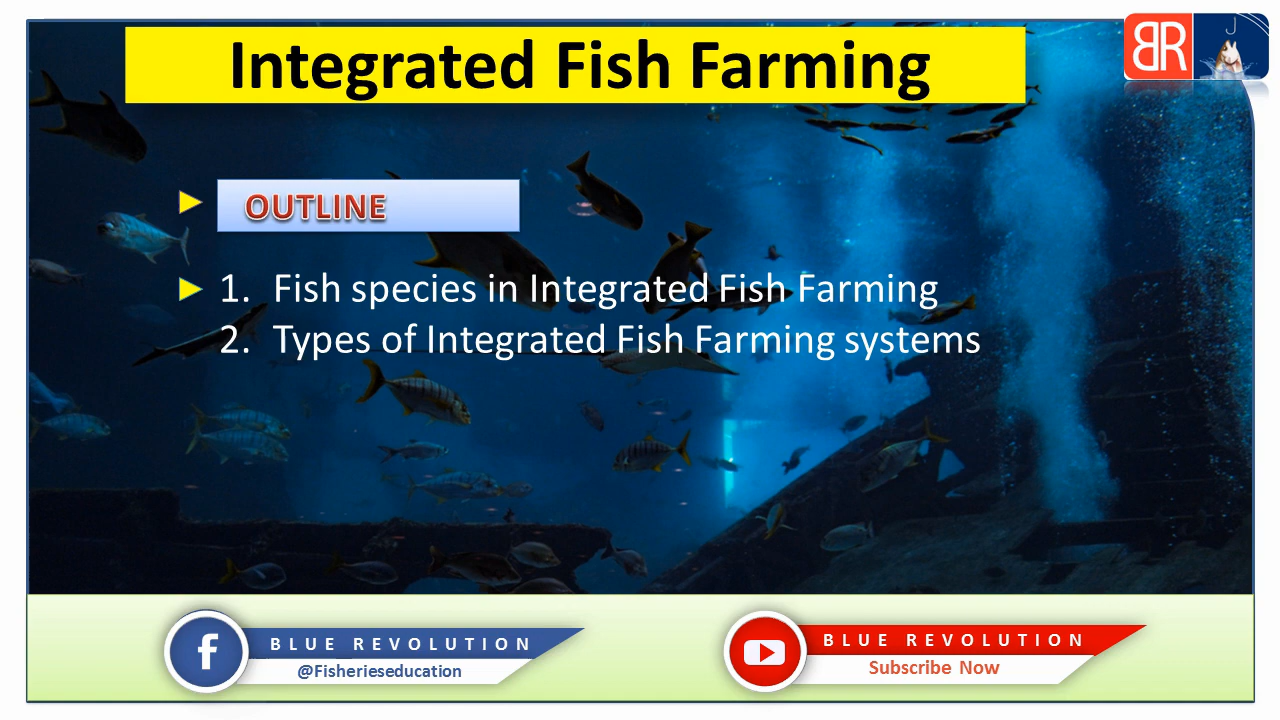 Integrated Fish Farming
BR
OUTLINE
1. Fish species in Integrated Fish Farming
2. Types of Integrated Fish Farming systems
f
BLUE REVOLUTION
@Fisherieseducation
BLUE REVOLUTION
Subscribe Now